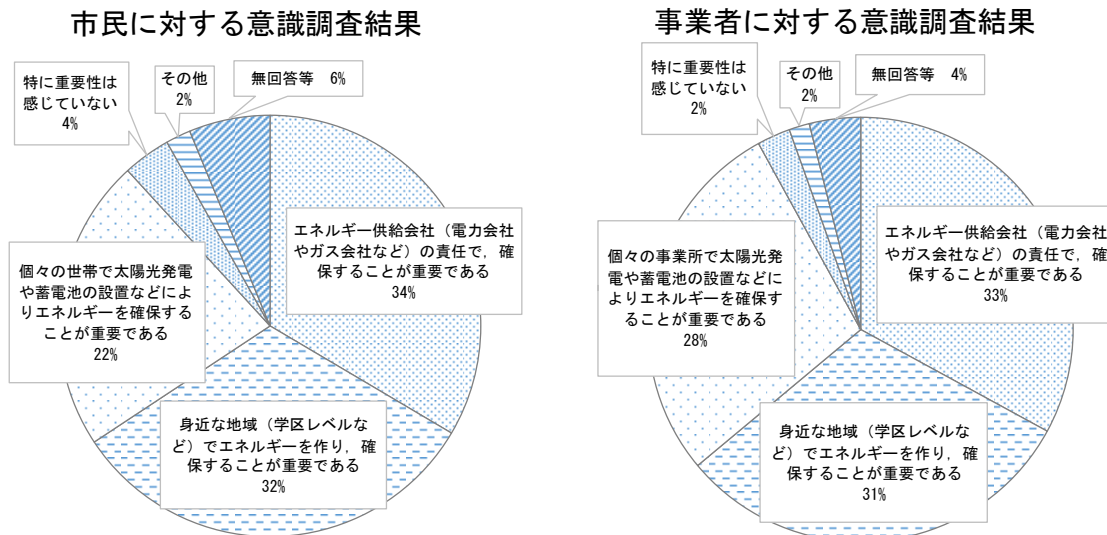 市民に対する意識調査結果
特に重要性は
感じていない
4%
その他
2%
無回答等 6%
エネルギー供給会社（電力会社
やガス会社など）の責任で，確
保することが重要である
34%
個々の世帯で太陽光発電
や蓄電池の設置などによ
りエネルギーを確保する
ことが重要である
22%
身近な地域（学区レベルな
ど）でエネルギーを作り，確
保することが重要である
32%
事業者に対する意識調査結果
特に重要性は
感じていない
2%
その他
2%
無回答等 4%
エネルギー供給会社（電力会社
やガス会社など）の責任で，確
保することが重要である
33%
個々の事業所で太陽光発
電や蓄電池の設置などに
よりエネルギーを確保す
ることが重要である
28%
身近な地域（学区レベルな
ど）でエネルギーを作り，確
保することが重要である
31%